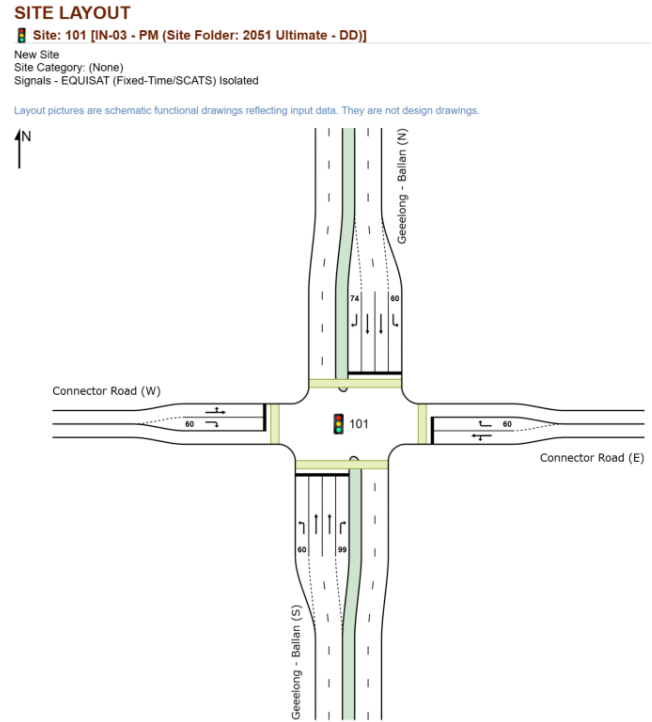 SITE LAYOUT
Site: 101 [IN-03 - PM (Site Folder: 2051 Ultimate - DD)]
New Site
Site Category: (None)
Signals - EQUISAT (Fixed-Time/SCATS) Isolated
Layout pictures are schematic functional drawings reflecting input data. They are not design drawings.
N
Geeelong - Ballan (N)
74
60
Connector Road (W)
60
101
60
Connector Road (E)
60
99
Geeelong - Ballan (S)